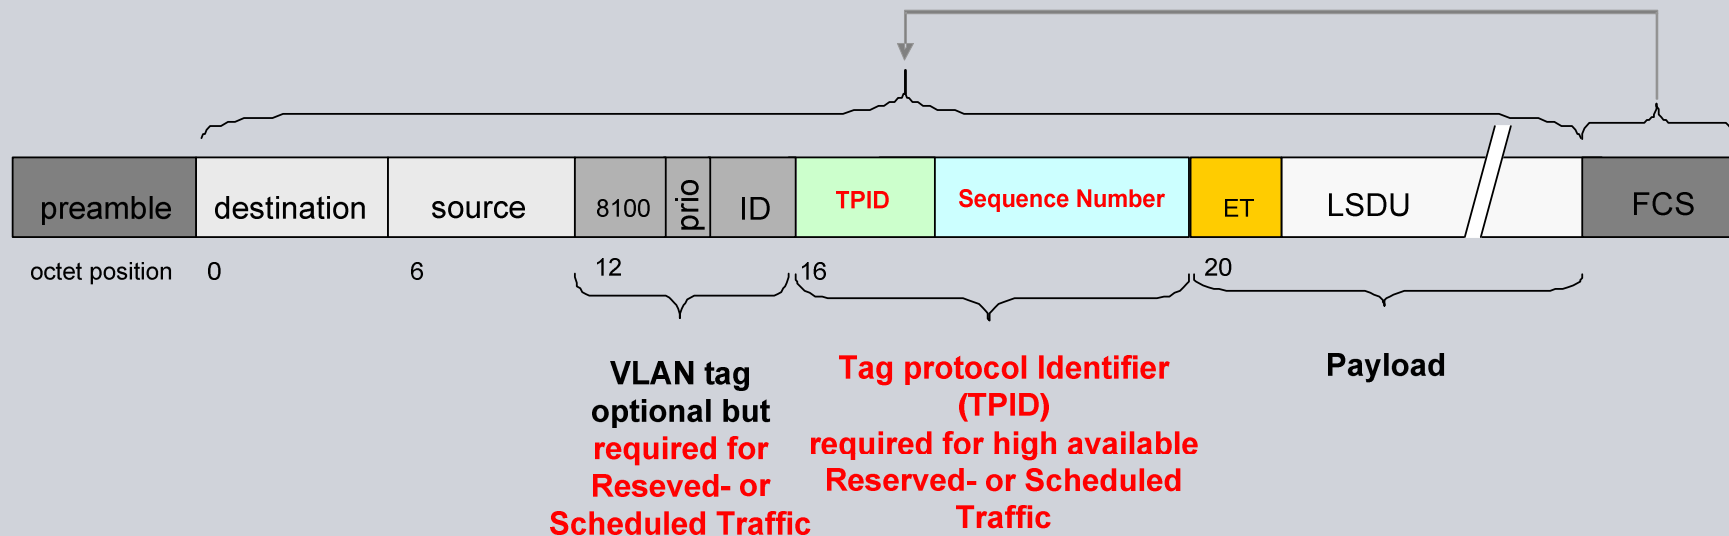 preamble destination source 8100 prio ID TPID Sequence Number ET LSDU FCS
octet position 0 6 12 16 20
VLAN tag
optional but
required for
Reseved- or
Scheduled Traffic
Tag protocol Identifier
(TPID)
required for high available
Reserved- or Scheduled
Traffic
Payload